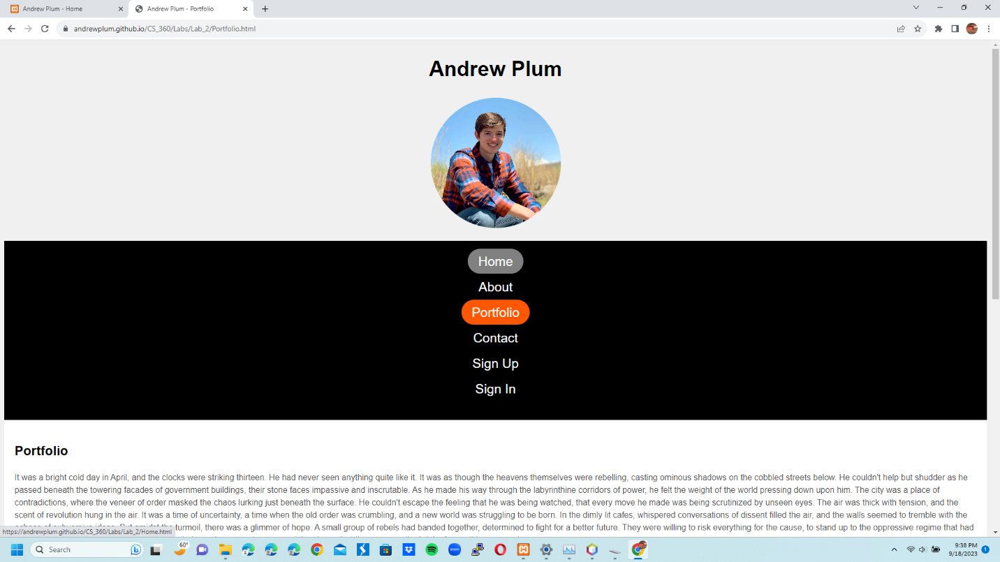 Andrew Plum - Home
Andrew Plum - Portfolio
andrewplum.github.io/CS_360/Labs/Lab_2/Portfolio.html
Andrew Plum
Home
About
Portfolio
Contact
Sign Up
Sign In
Portfolio
It was a bright cold day in April, and the clocks were striking thirteen. He had never seen anything quite like it. It was as though the heavens themselves were rebelling, casting ominous shadows on the cobbled streets below. He couldn't help but shudder as he
passed beneath the towering facades of government buildings, their stone faces impassive and inscrutable. As he made his way through the labyrinthine corridors of power, he felt the weight of the world pressing down upon him. The city was a place of
contradictions, where the veneer of order masked the chaos lurking just beneath the surface. He couldn't escape the feeling that he was being watched, that every move he made was being scrutinized by unseen eyes. The air was thick with tension, and the
scent of revolution hung in the air. It was a time of uncertainty, a time when the old order was crumbling, and a new world was struggling to be born. In the dimly lit cafes, whispered conversations of dissent filled the air, and the walls seemed to tremble with the
turmoil, there was a glimmer of hope. A small group of rebels had banded together, determined to fight for a better future. They were willing to risk everything for the cause, to stand up to the oppressive regime that had
https://andrewplum.github.io/CS_360/Labs/Lab_2/Home.html
60°
Search
zoom
9:38 PM
9/18/2023
1